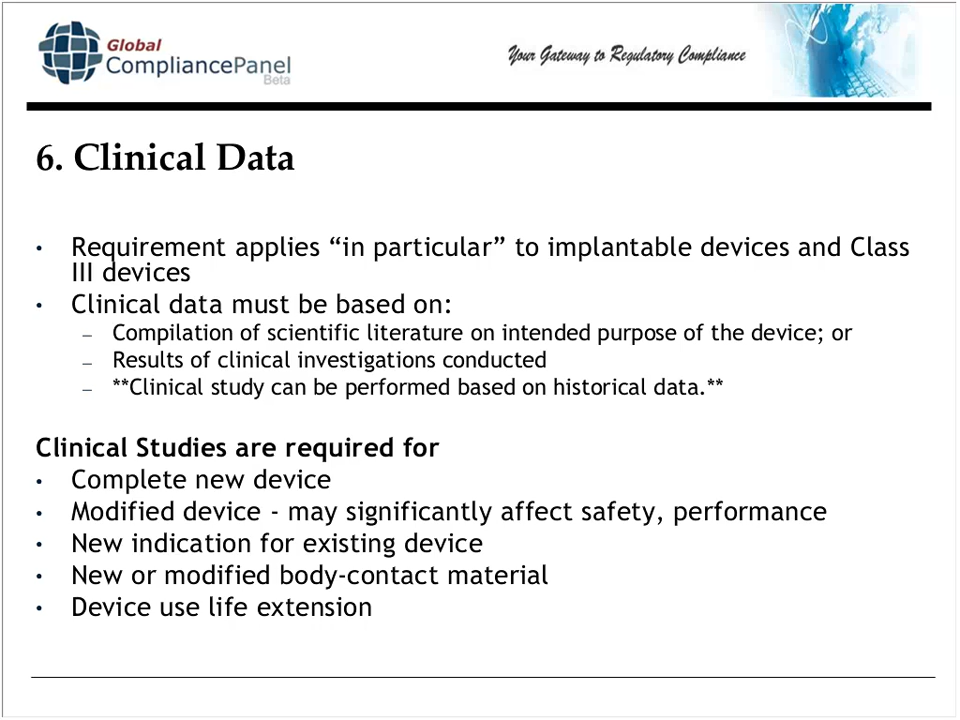 Global
CompliancePanel
Beta
Your Gateway to Regulatory Compliance
6. Clinical Data
• Requirement applies “in particular” to implantable devices and Class
III devices
• Clinical data must be based on:
– Compilation of scientific literature on intended purpose of the device; or
– Results of clinical investigations conducted
– **Clinical study can be performed based on historical data.**
Clinical Studies are required for
• Complete new device
• Modified device - may significantly affect safety, performance
• New indication for existing device
• New or modified body-contact material
• Device use life extension